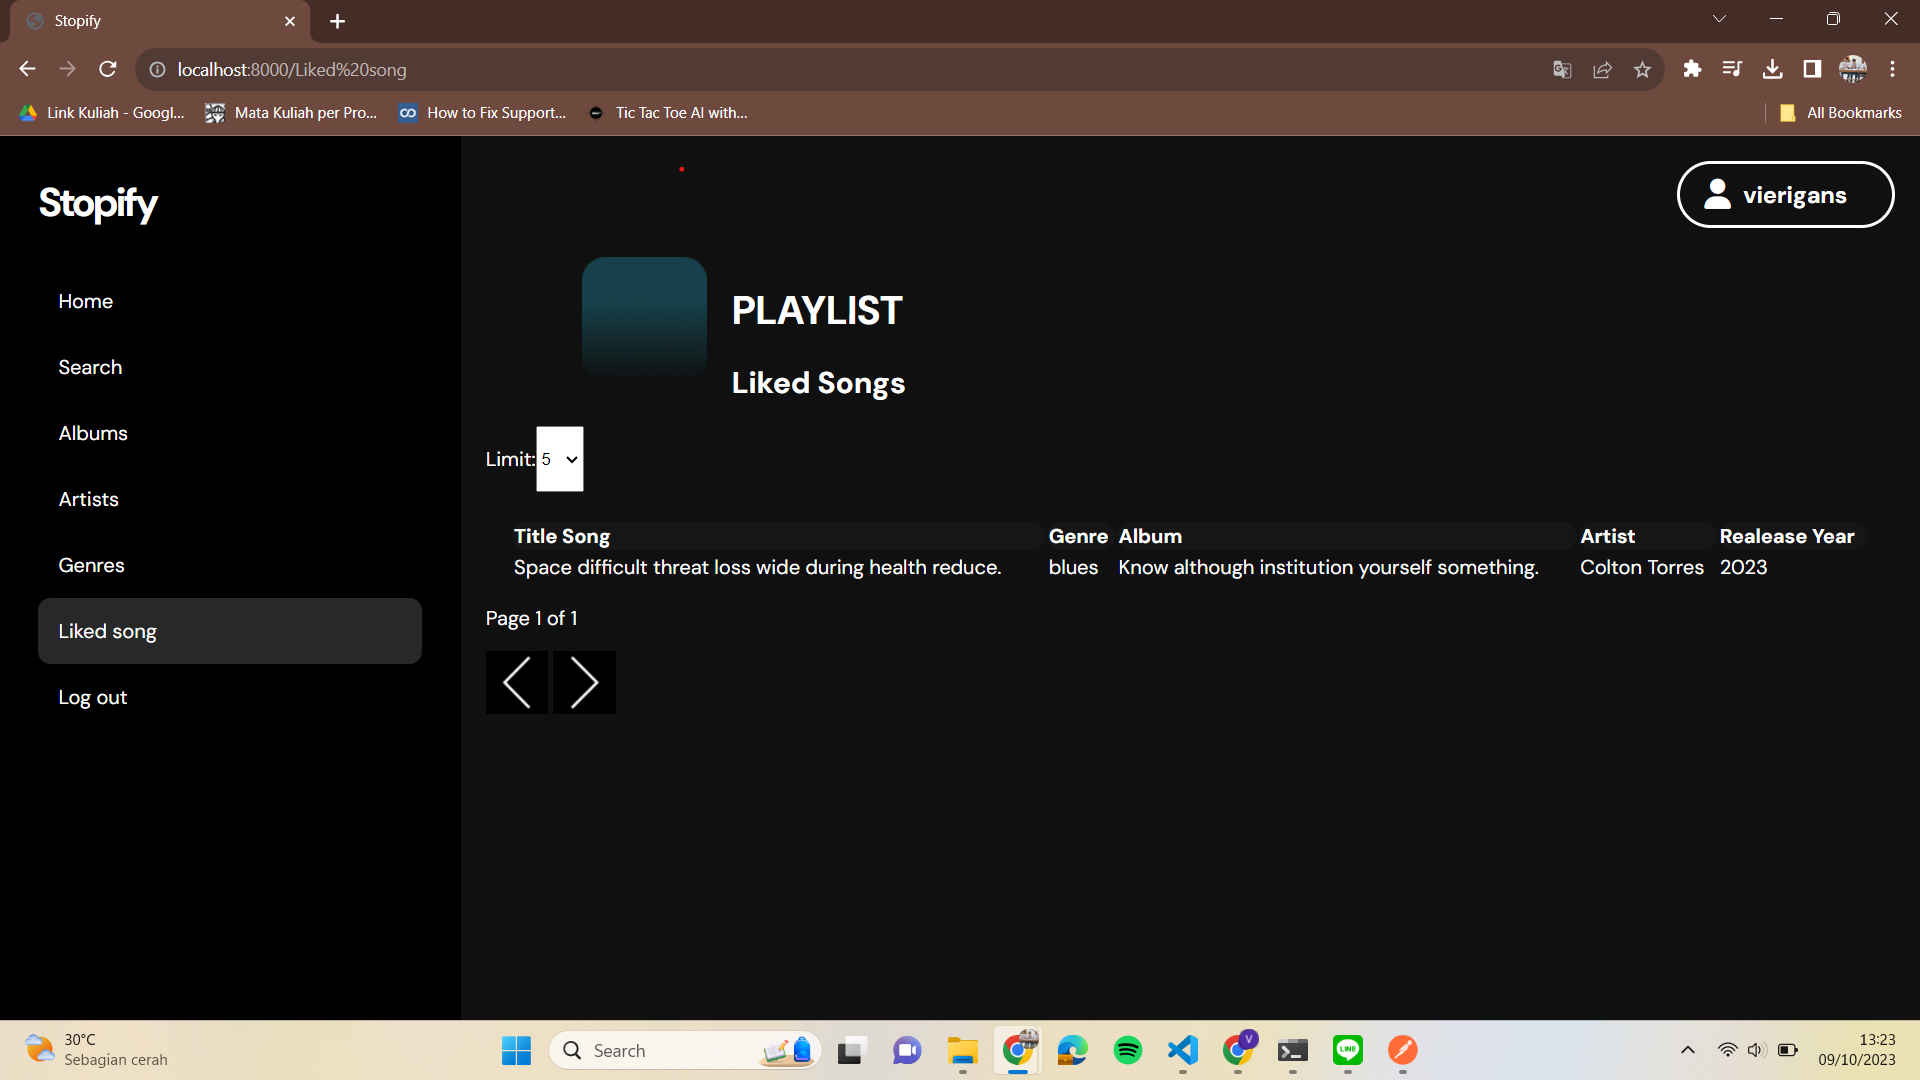 Stopify
localhost:8000/Liked%20song
Link Kuliah - Googl...
Mata Kuliah per Pro...
How to Fix Support...
Tic Tac Toe AI with...
All Bookmarks
Stopify
vierigans
Home
Search
Albums
Artists
Genres
Liked song
Log out
PLAYLIST
Liked Songs
Limit: 5
Title Song Genre Album Artist Realease Year
Space difficult threat loss wide during health reduce. blues Know although institution yourself something. Colton Torres 2023
Page 1 of 1
30°C
Sebagian cerah
Search
V
LINE
13:23
09/10/2023